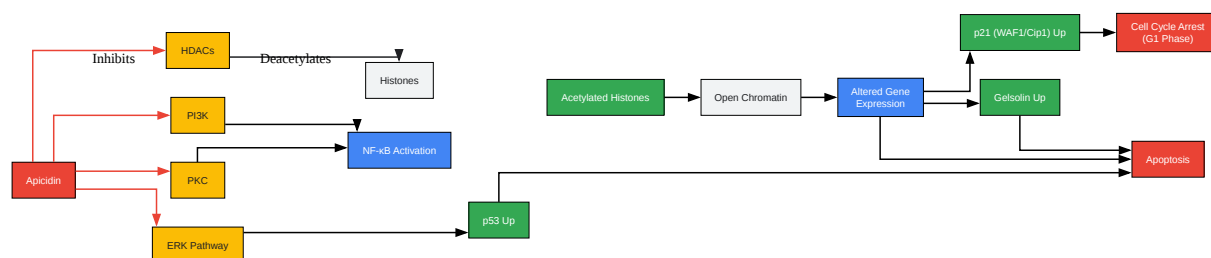 p21 (WAF1/Cip1) Up
Cell Cycle Arrest
(G1 Phase)
HDACs
Inhibits
Deacetylates
Histones
Acetylated Histones
Open Chromatin
Altered Gene
Expression
Gelsolin Up
PI3K
NF-κB Activation
Apoptosis
Apicidin
PKC
p53 Up
ERK Pathway